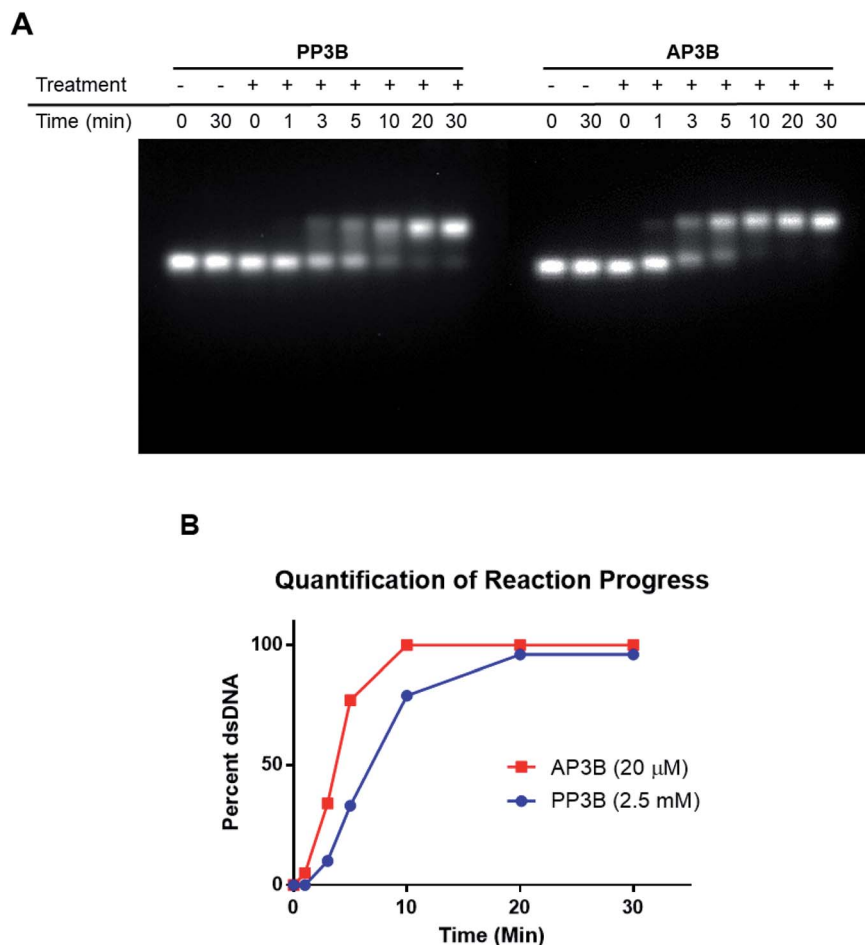 A
PP3B AP3B
Treatment - - + + + + + + + - - + + + + + + +
Time (min) 0 30 0 1 3 5 10 20 30 0 30 0 1 3 5 10 20 30
B
Quantification of Reaction Progress
100
50
0
Percent dsDNA
AP3B (20 μM)
PP3B (2.5 mM)
0 10 20 30
Time (Min)